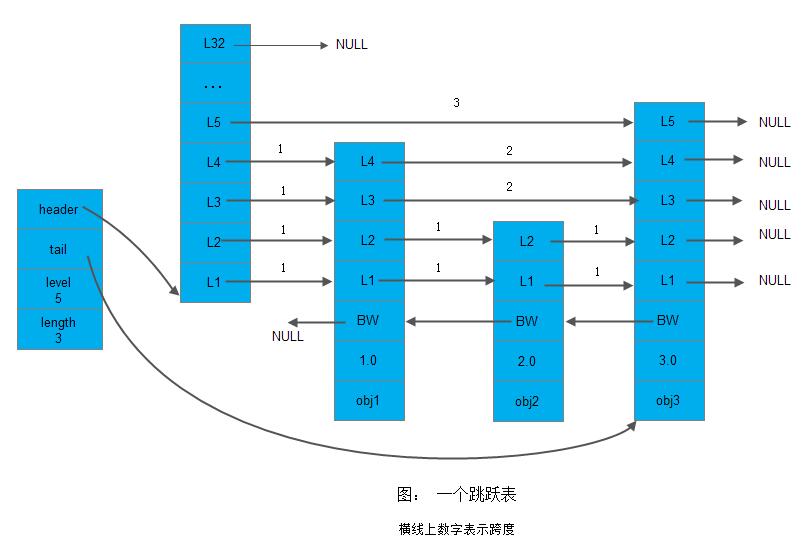 L32 NULL
...
L5 3 L5 NULL
L4 1 L4 2 L4 NULL
header L3 1 L3 2 L3 NULL
tail L2 1 L2 1 L2 1 L2 NULL
level
5
L1 1 L1 1 L1 1 L1 NULL
length
3
NULL BW BW BW
1.0 2.0 3.0
obj1 obj2 obj3
图： 一个跳跃表
横线上数字表示跨度